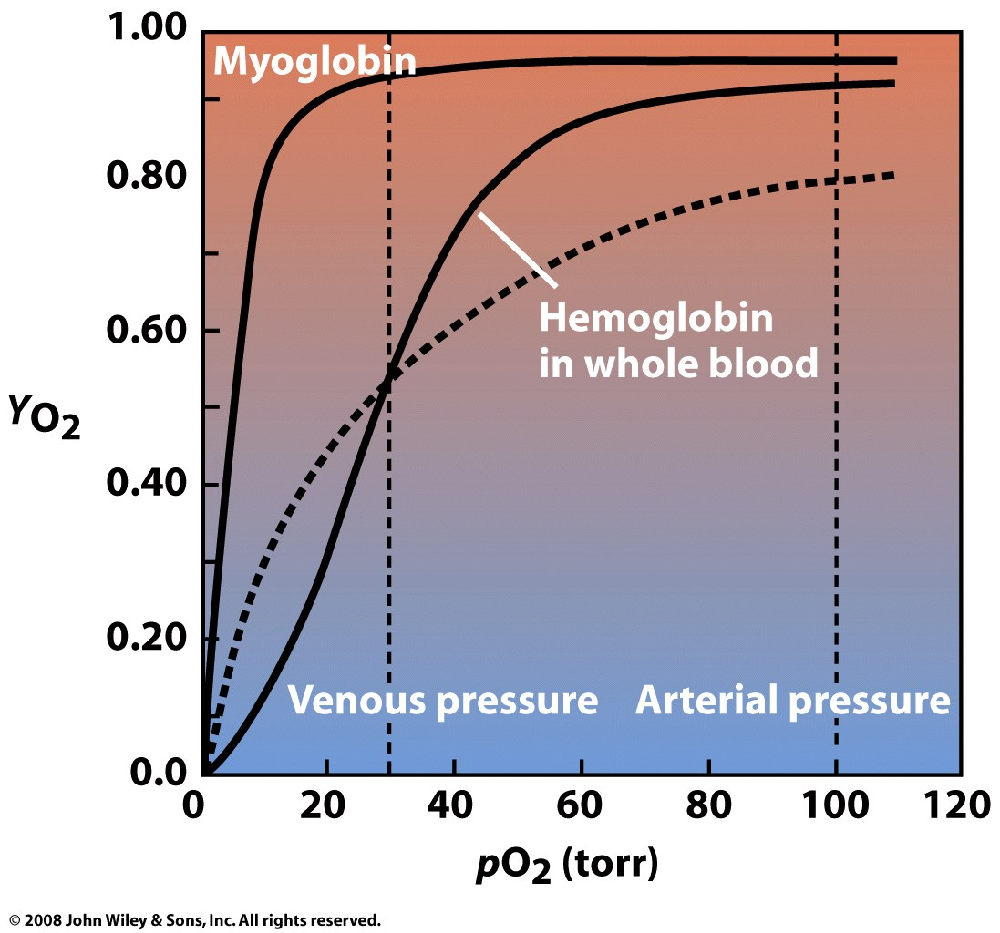 1.00
Myoglobin
0.80
0.60
Hemoglobin
in whole blood
YO2
0.40
0.20
Venous pressure
Arterial pressure
0.0
0
20
40
60
80
100
120
pO2 (torr)
© 2008 John Wiley & Sons, Inc. All rights reserved.